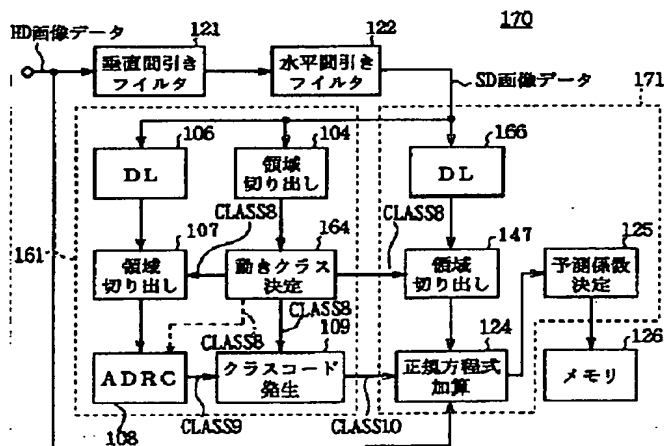 HD画像データ
121
122
170
垂直間引き
フィルタ
水平間引き
フィルタ
SD画像データ
171
106
104
166
DL
領域
切り出し
DL
CLASS8
107
164
CLASS8
147
125
161
領域
切り出し
動きクラス
決定
領域
切り出し
予測係数
決定
CLASS8
CLASS8
109
124
126
ADRC
クラスコード
発生
正規方程式
加算
メモリ
108
CLASS9
CLASS10